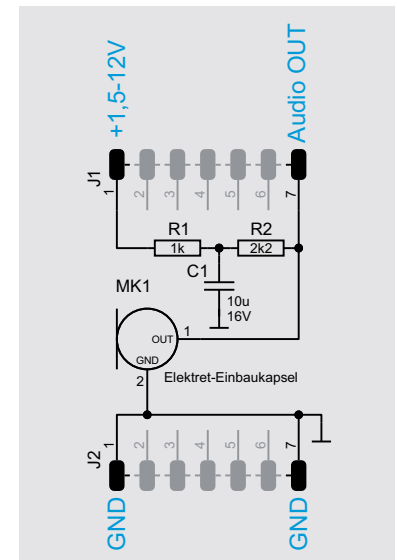 +1,5-12V
Audio OUT
J1
1
2
3
4
5
6
7
R1
1k
R2
2k2
C1
10u
16V
MK1
OUT
1
GND
2
Elektret-Einbaukapsel
J2
1
2
3
4
5
6
7
GND
GND